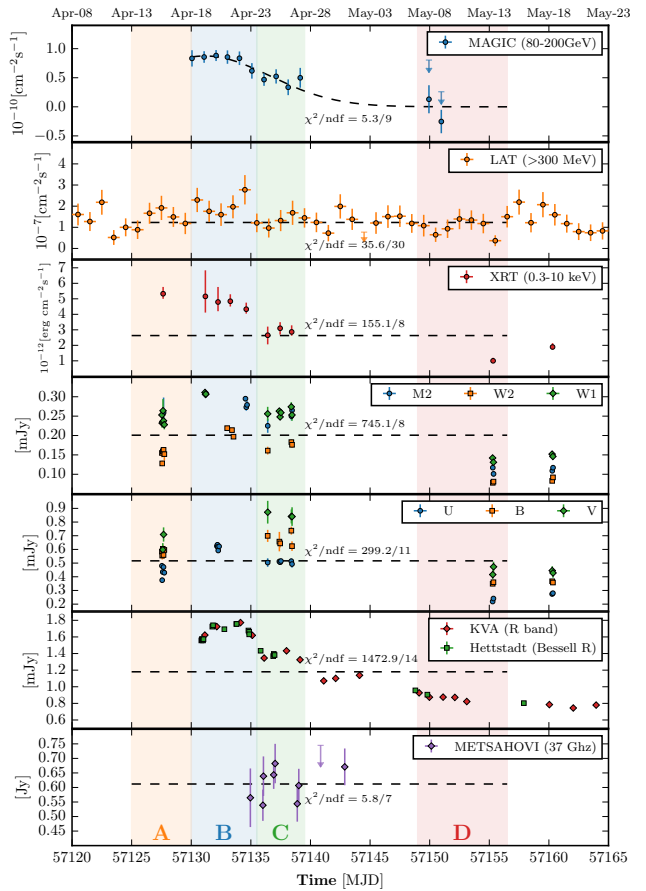 Apr-08 Apr-13 Apr-18 Apr-23 Apr-28 May-03 May-08 May-13 May-18 May-23
MAGIC (80-200GeV)
10⁻¹⁰[cm⁻²s⁻¹]
1.0
0.5
0.0
−0.5
χ²/ndf = 5.3/9
LAT (>300 MeV)
10⁻⁷[cm⁻²s⁻¹]
5
4
3
2
1
0
χ²/ndf = 35.6/30
XRT (0.3-10 keV)
10⁻¹²[erg cm⁻²s⁻¹]
7
6
5
4
3
2
1
χ²/ndf = 155.1/8
M2 W2 W1
[mJy]
0.30
0.25
0.20
0.15
0.10
χ²/ndf = 745.1/8
U B V
[mJy]
0.9
0.8
0.7
0.6
0.5
0.4
0.3
0.2
χ²/ndf = 299.2/11
KVA (R band)
Hettstadt (Bessell R)
[mJy]
1.8
1.6
1.4
1.2
1.0
0.8
0.6
χ²/ndf = 1472.9/14
METSAHOVI (37 Ghz)
[Jy]
0.75
0.70
0.65
0.60
0.55
0.50
0.45
χ²/ndf = 5.8/7
A B C D
57120 57125 57130 57135 57140 57145 57150 57155 57160 57165
Time [MJD]